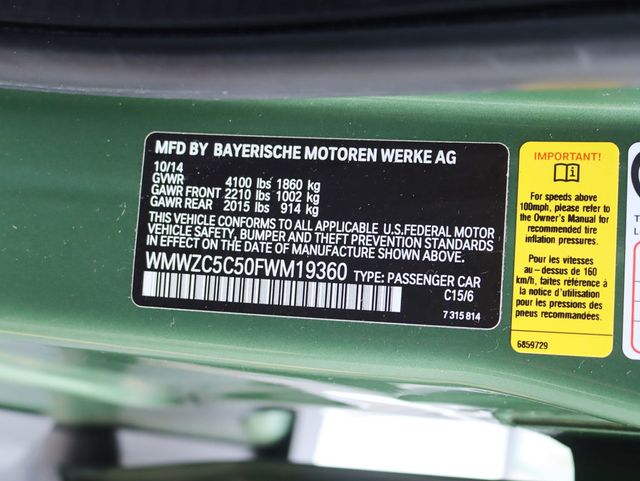 MFD BY BAYERISCHE MOTOREN WERKE AG
10/14
GVWR 4100 lbs 1860 kg
GAWR FRONT 2210 lbs 1002 kg
GAWR REAR 2015 lbs 914 kg
THIS VEHICLE CONFORMS TO ALL APPLICABLE U.S.FEDERAL MOTOR
VEHICLE SAFETY, BUMPER AND THEFT PREVENTION STANDARDS
IN EFFECT ON THE DATE OF MANUFACTURE SHOWN ABOVE.
WMWZC5C50FWM19360 TYPE: PASSENGER CAR
C15/6
7 315 814
IMPORTANT!
For speeds above
100mph, please refer to
the Owner's Manual for
recommended tire
inflation pressures.
Pour les vitesses
au-dessus de 160
km/h, faites référence à
la notice d'utilisation
pour les pressions des
pneus recommandées.
6859729